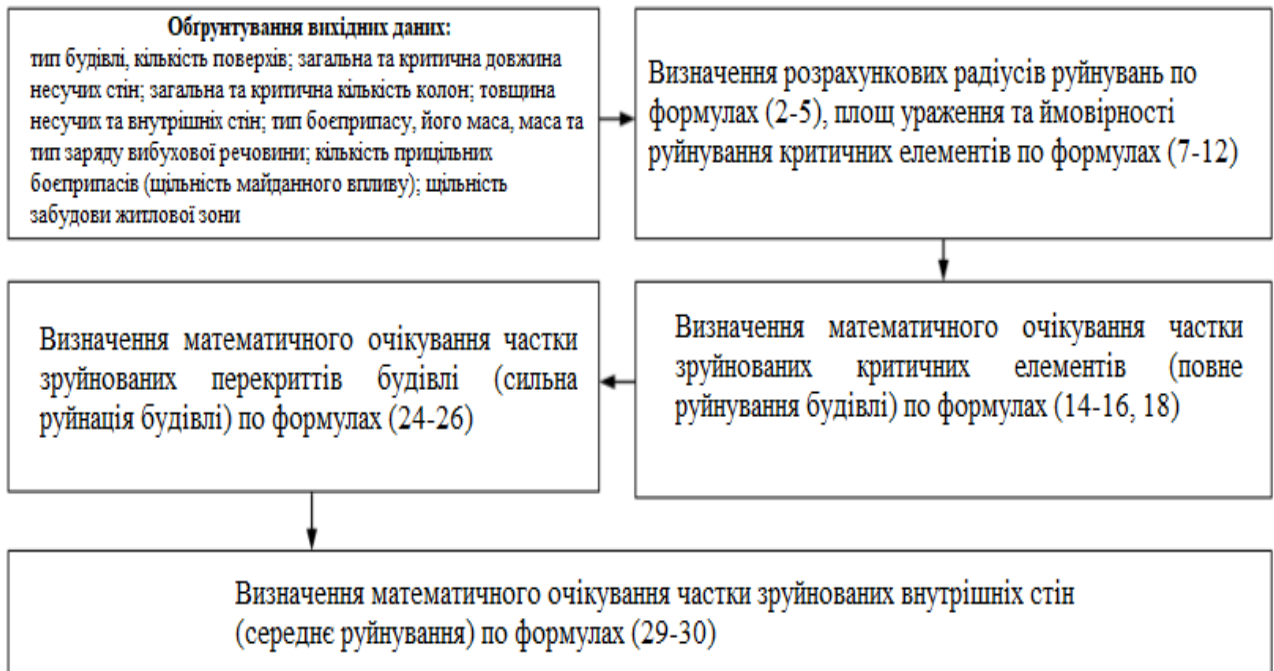 Обґрунтування вихідних даних:
тип будівлі, кількість поверхів; загальна та критична довжина
несучих стін; загальна та критична кількість колон; товщина
несучих та внутрішніх стін; тип боєприпасу, його маса, маса та
тип заряду вибухової речовини; кількість прицільних
боєприпасів (щільність майданного впливу); щільність
забудови житлової зони
Визначення розрахункових радіусів руйнувань по
формулах (2-5), площ ураження та ймовірності
руйнування критичних елементів по формулах (7-12)
Визначення математичного очікування частки
зруйнованих критичних елементів (повне
руйнування будівлі) по формулах (14-16, 18)
Визначення математичного очікування частки
зруйнованих перекриттів будівлі (сильна
руйнація будівлі) по формулах (24-26)
Визначення математичного очікування частки зруйнованих внутрішніх стін
(середнє руйнування) по формулах (29-30)